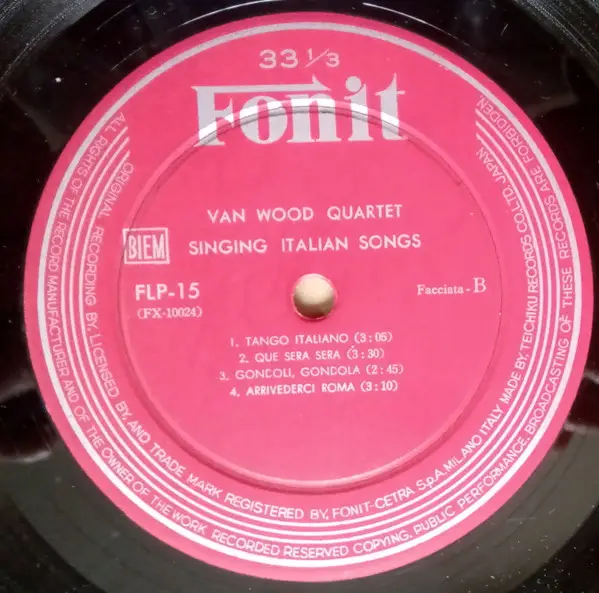 33 1/3
Fonit
VAN WOOD QUARTET
SINGING ITALIAN SONGS
BIEM
FLP-15
(FX-10024)
Facciata - B
1. TANGO ITALIANO (3:05)
2. QUE SERA SERA (3:30)
3. GONDOLI, GONDOLA (2:45)
4. ARRIVEDERCI ROMA (3:10)
ORIGINAL RECORDING BY, LICENSED BY, AND TRADE MARK REGISTERED BY, FONIT-CETRA S.p.A. MILANO ITALY MADE BY, TEICHIKU RECORDS CO., LTD. JAPAN
ALL RIGHTS OF THE RECORD MANUFACTURER AND OF THE OWNER OF THE WORK RECORDED RESERVED COPYING, PUBLIC PERFORMANCE, BROADCASTING OF THESE RECORDS ARE FORBIDDEN